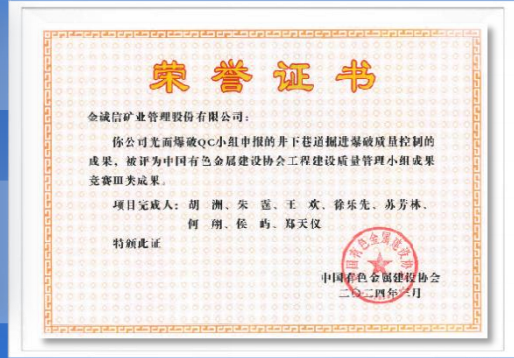 荣誉证书
金诚信矿业管理股份有限公司：
你公司光面爆破QC小组申报的井下巷道掘进爆破质量控制的
成果，被评为中国有色金属建设协会工程建设质量管理小组成果
竞赛Ⅲ类成果。
项目完成人：胡 洲、朱 霆、王 欢、徐乐先、苏芳栋、
何 翔、侯 屿、郑天仪
特颁此证
中国有色金属建设协会
二〇二四年三月